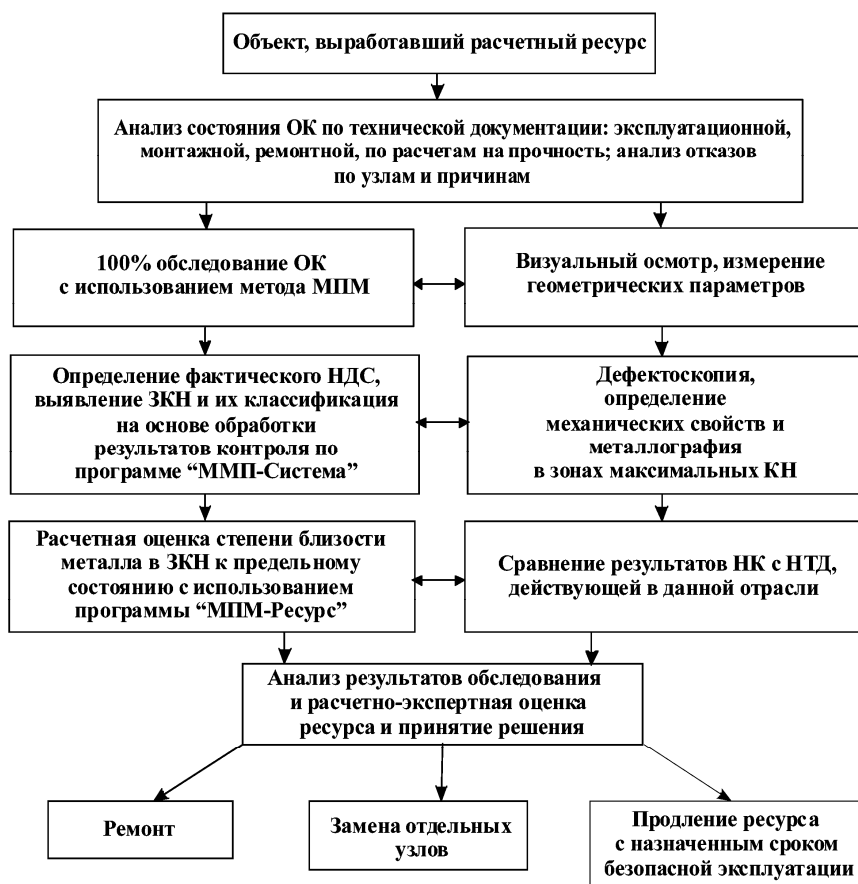 Объект, выработавший расчетный ресурс
Анализ состояния ОК по технической документации: эксплуатационной,
монтажной, ремонтной, по расчетам на прочность; анализ отказов
по узлам и причинам
100% обследование ОК
с использованием метода МПМ
Визуальный осмотр, измерение
геометрических параметров
Определение фактического НДС,
выявление ЗКН и их классификация
на основе обработки
результатов контроля по
программе “ММП-Система”
Дефектоскопия,
определение
механических свойств и
металлография
в зонах максимальных КН
Расчетная оценка степени близости
металла в ЗКН к предельному
состоянию с использованием
программы “МПМ-Ресурс”
Сравнение результатов НК с НТД,
действующей в данной отрасли
Анализ результатов обследования
и расчетно-экспертная оценка
ресурса и принятие решения
Ремонт
Замена отдельных
узлов
Продление ресурса
с назначенным сроком
безопасной эксплуатации